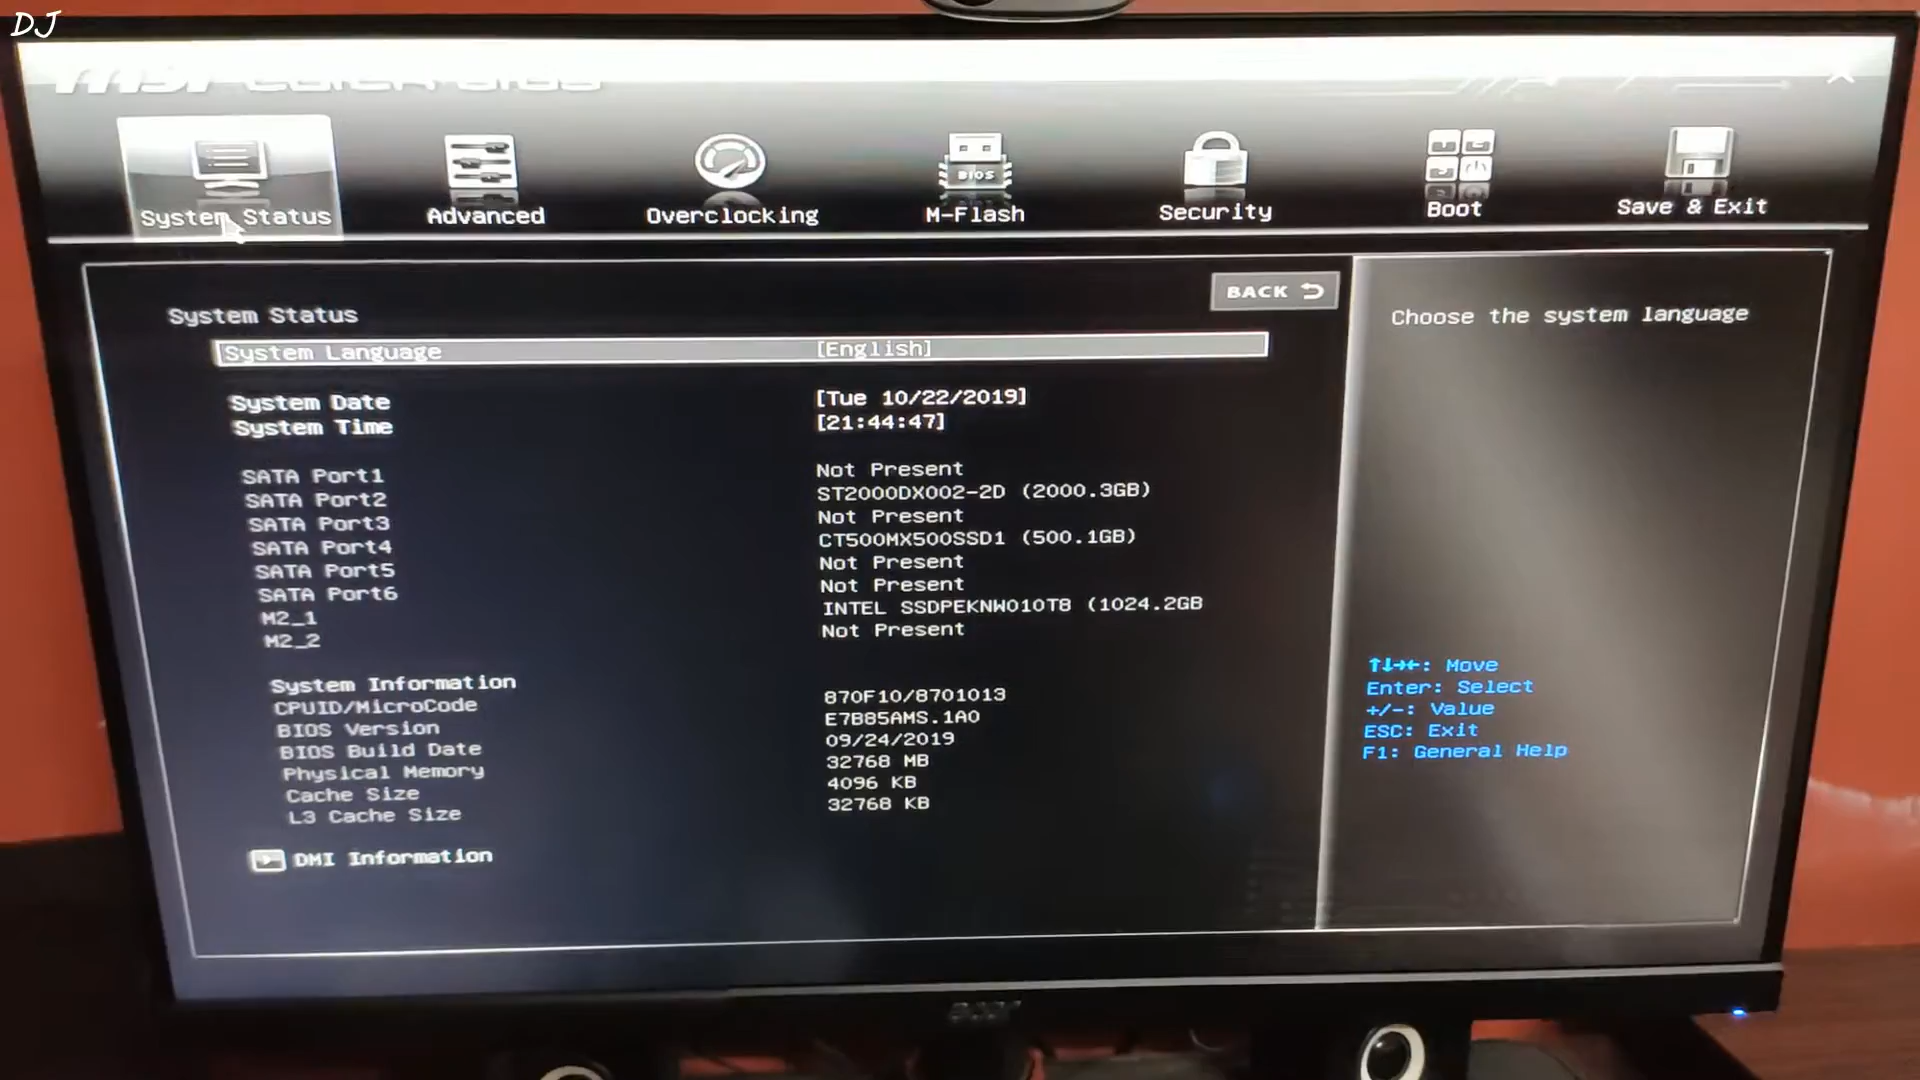 DJ
System Status
Advanced
Overclocking
BIOS
M-Flash
Security
Boot
Save & Exit
BACK
System Status
Choose the system language
System Language [English]
System Date [Tue 10/22/2019]
System Time [21:44:47]
SATA Port1 Not Present
SATA Port2 ST2000DX002-2D (2000.3GB)
SATA Port3 Not Present
SATA Port4 CT500MX500SSD1 (500.1GB)
SATA Port5 Not Present
SATA Port6 Not Present
M2_1 INTEL SSDPEKNW010T8 (1024.2GB
M2_2 Not Present
System Information
CPUID/MicroCode 870F10/8701013
BIOS Version E7B85AMS.1A0
BIOS Build Date 09/24/2019
Physical Memory 32768 MB
Cache Size 4096 KB
L3 Cache Size 32768 KB
DMI Information
↑↓→←: Move
Enter: Select
+/-: Value
ESC: Exit
F1: General Help
acer